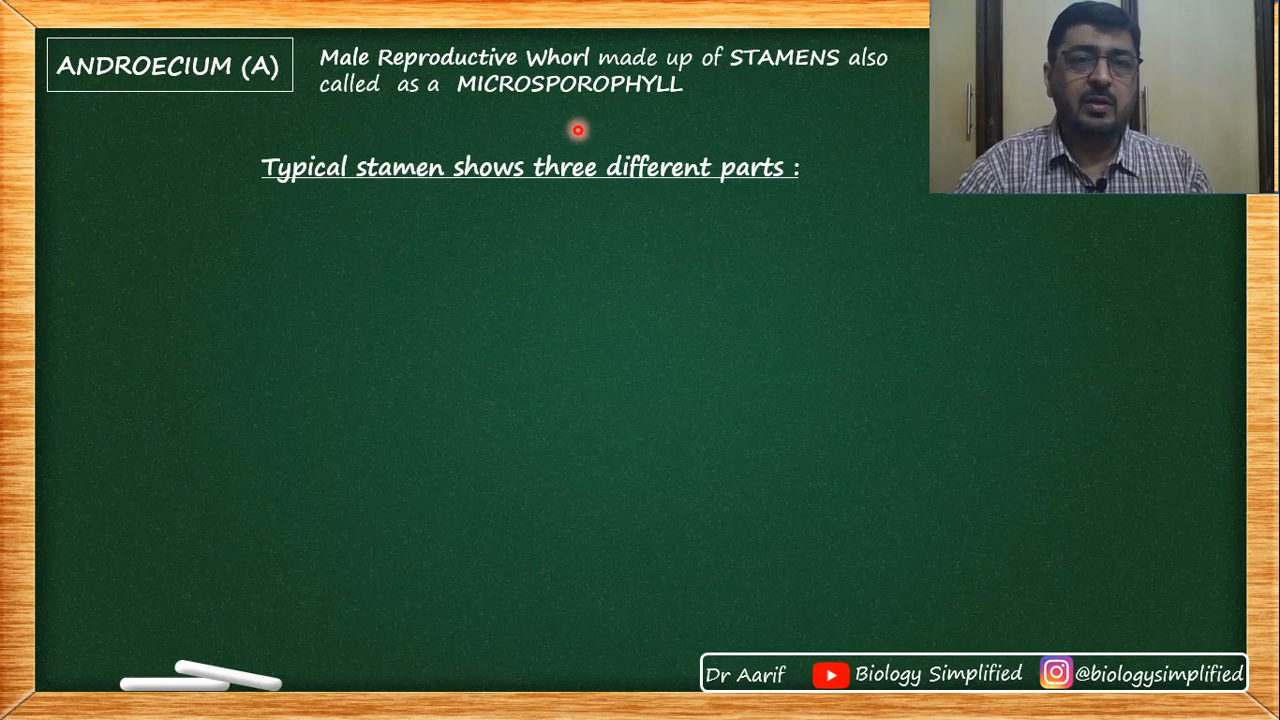 ANDROECIUM (A)
Male Reproductive Whorl made up of STAMENS also
called as a MICROSPOROPHYLL
Typical stamen shows three different parts :
Dr Aarif Biology Simplified @biologysimplified